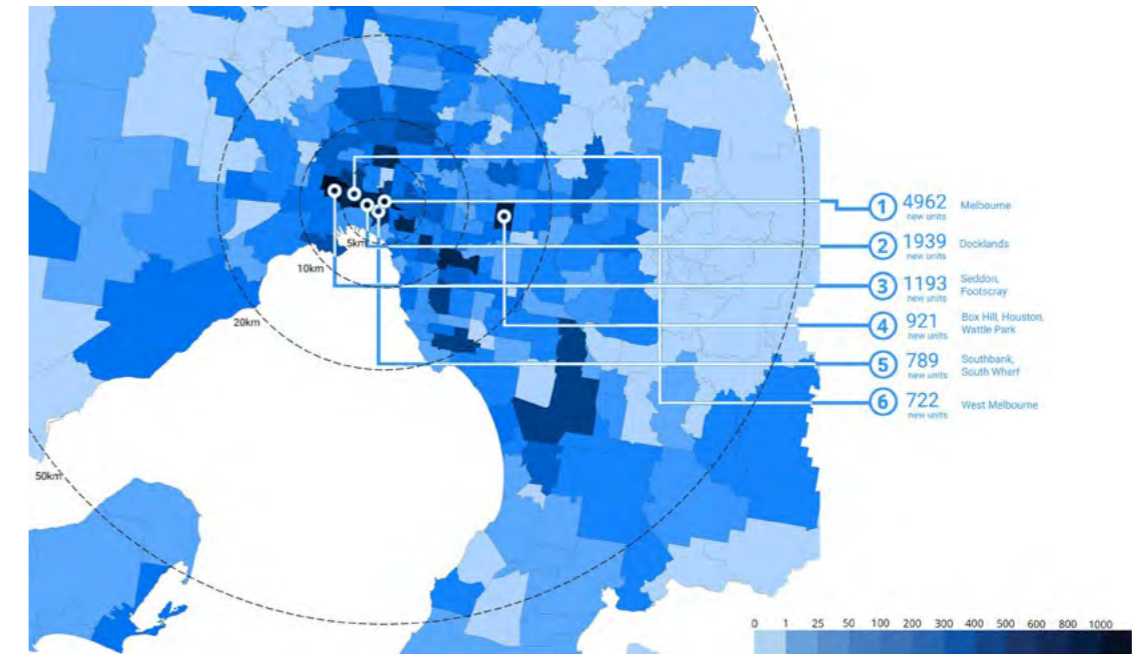 1 4962 Melbourne
new units
2 1939 Docklands
new units
3 1193 Seddon,
new units Footscray
4 921 Box Hill, Houston,
new units Wattle Park
5 789 Southbank,
new units South Wharf
6 722 West Melbourne
new units
5km
10km
20km
50km
0 1 25 50 100 200 300 400 500 600 800 1000